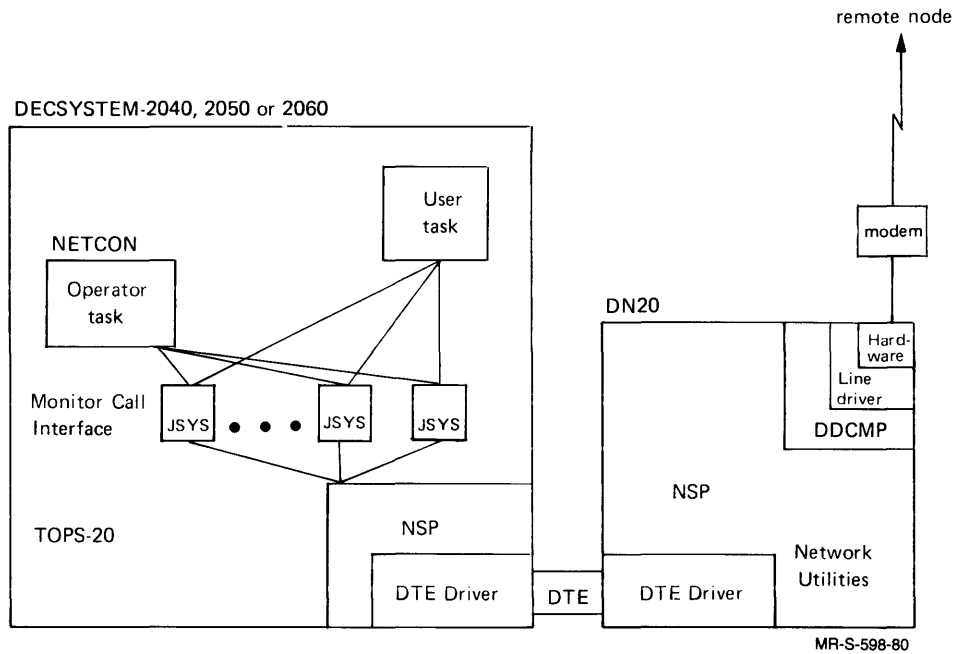 remote node
DECSYSTEM-2040, 2050 or 2060
User
task
modem
NETCON
Operator
task
DN20
Hard-
ware
Line
driver
Monitor Call
Interface
JSYS
JSYS
JSYS
DDCMP
NSP
TOPS-20
NSP
Network
Utilities
DTE Driver
DTE
DTE Driver
MR-S-598-80